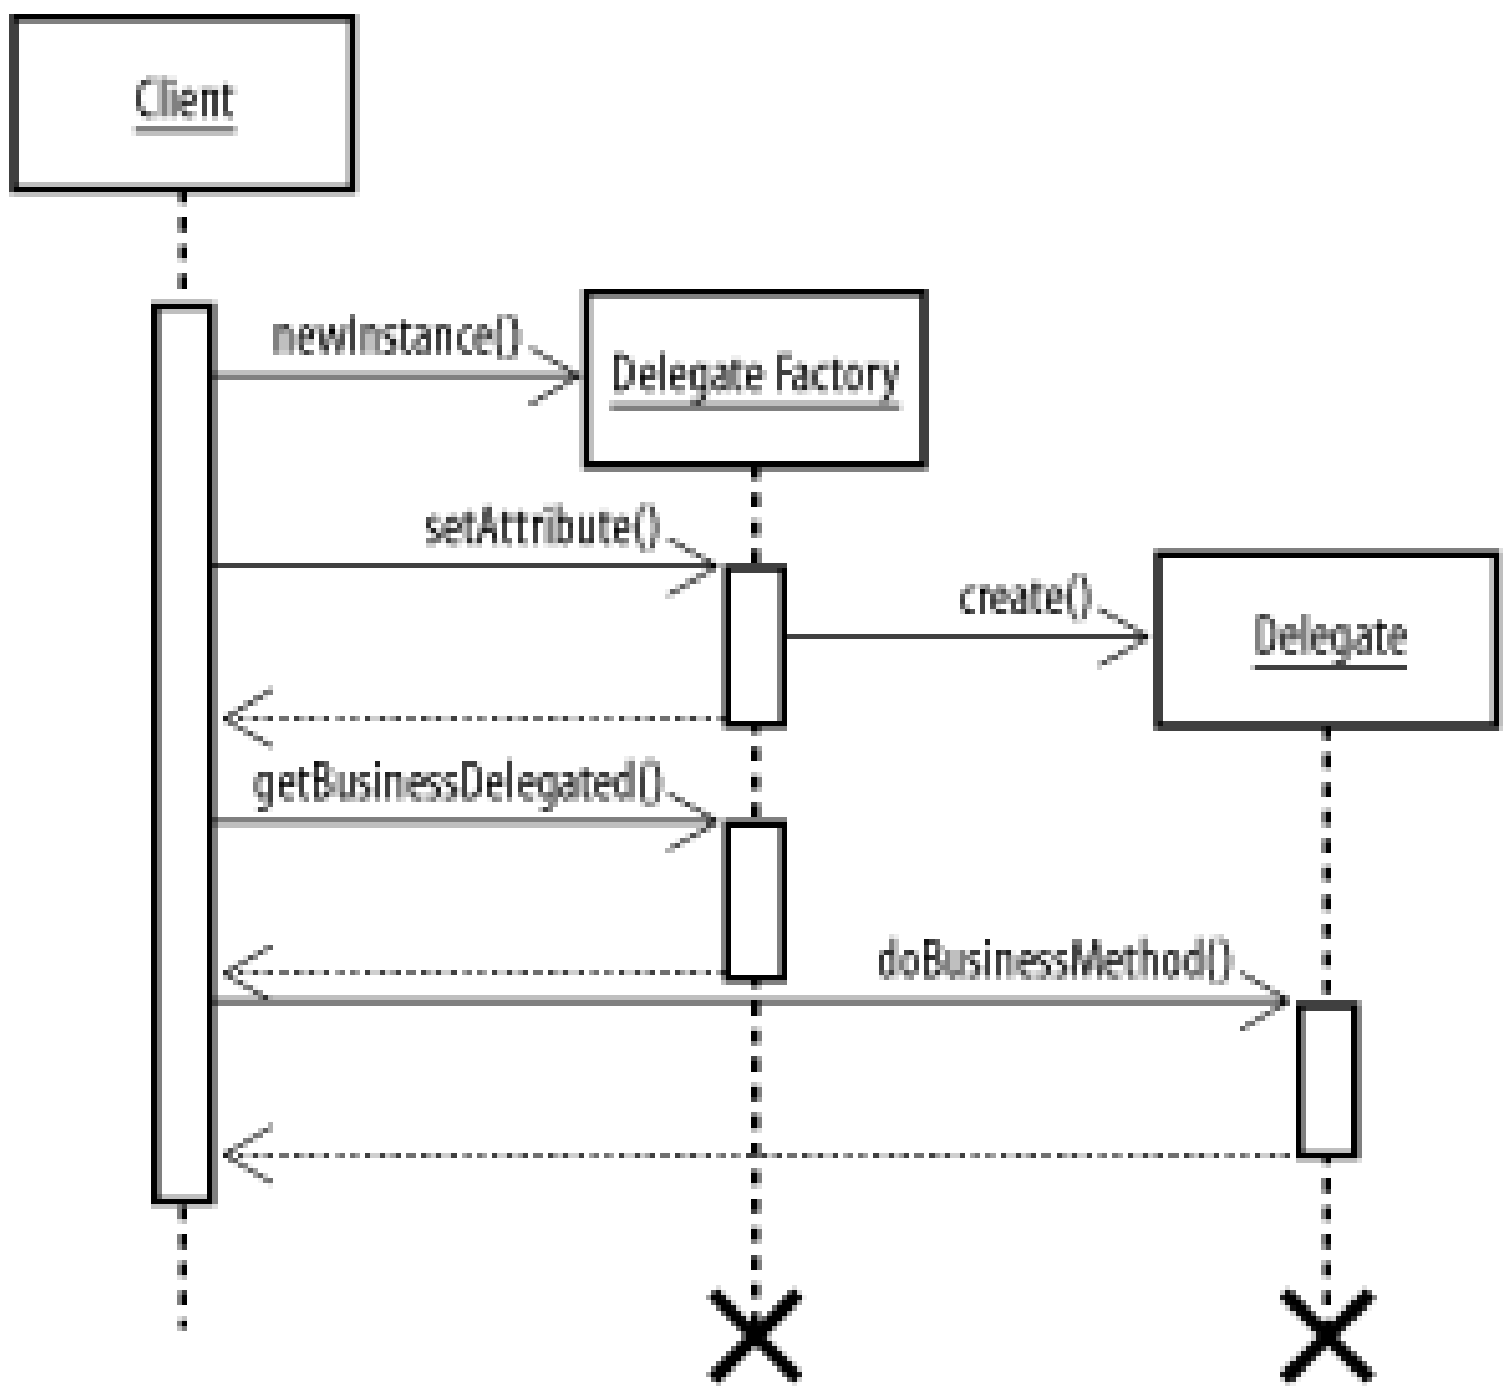 Client
newInstance()
Delegate Factory
setAttribute()
create()
Delegate
getBusinessDelegated()
doBusinessMethod()